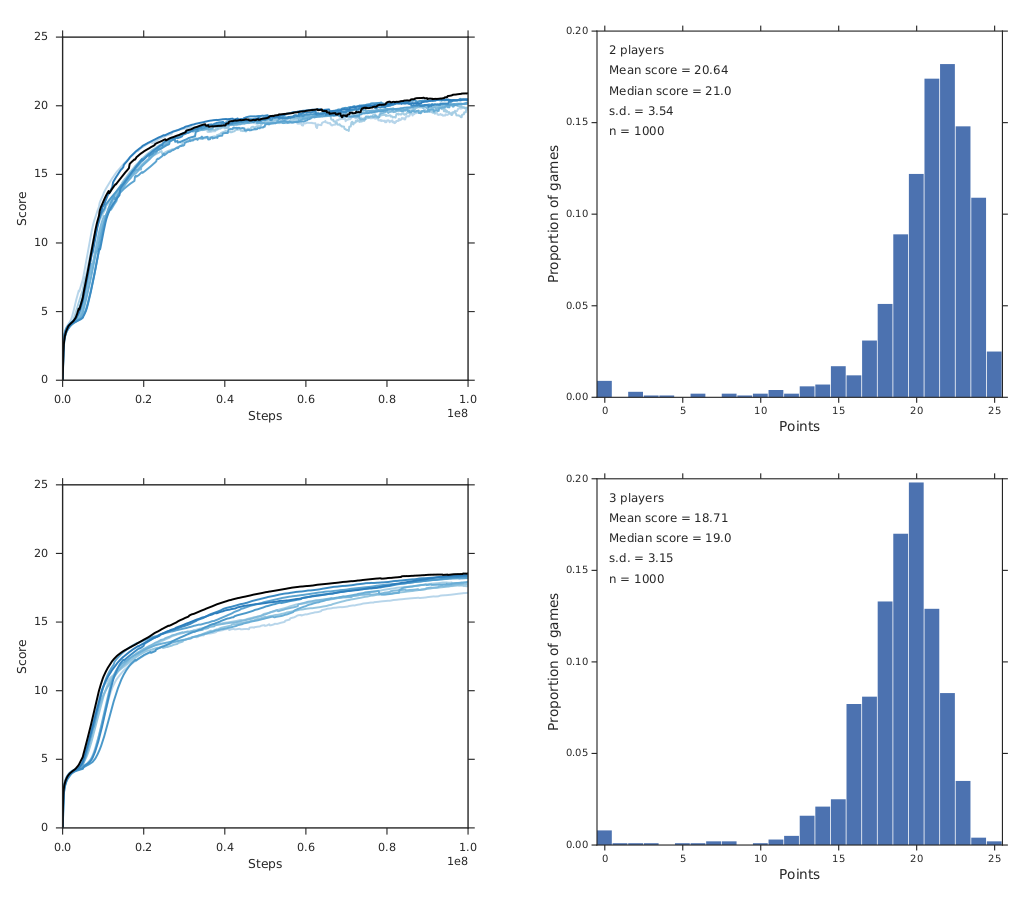 25
20
15
10
5
0
Score
0.0 0.2 0.4 0.6 0.8 1.0
1e8
Steps
0.20
0.15
0.10
0.05
0.00
Proportion of games
2 players
Mean score = 20.64
Median score = 21.0
s.d. = 3.54
n = 1000
0 5 10 15 20 25
Points
25
20
15
10
5
0
Score
0.0 0.2 0.4 0.6 0.8 1.0
1e8
Steps
0.20
0.15
0.10
0.05
0.00
Proportion of games
3 players
Mean score = 18.71
Median score = 19.0
s.d. = 3.15
n = 1000
0 5 10 15 20 25
Points